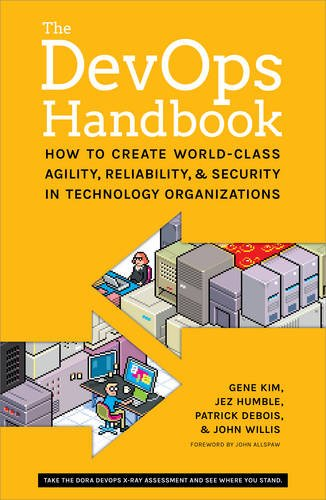 The
DevOps
Handbook
HOW TO CREATE WORLD-CLASS
AGILITY, RELIABILITY, & SECURITY
IN TECHNOLOGY ORGANIZATIONS
GENE KIM,
JEZ HUMBLE,
PATRICK DEBOIS,
& JOHN WILLIS
FOREWORD BY JOHN ALLSPAW
TAKE THE DORA DEVOPS X-RAY ASSESSMENT AND SEE WHERE YOU STAND.